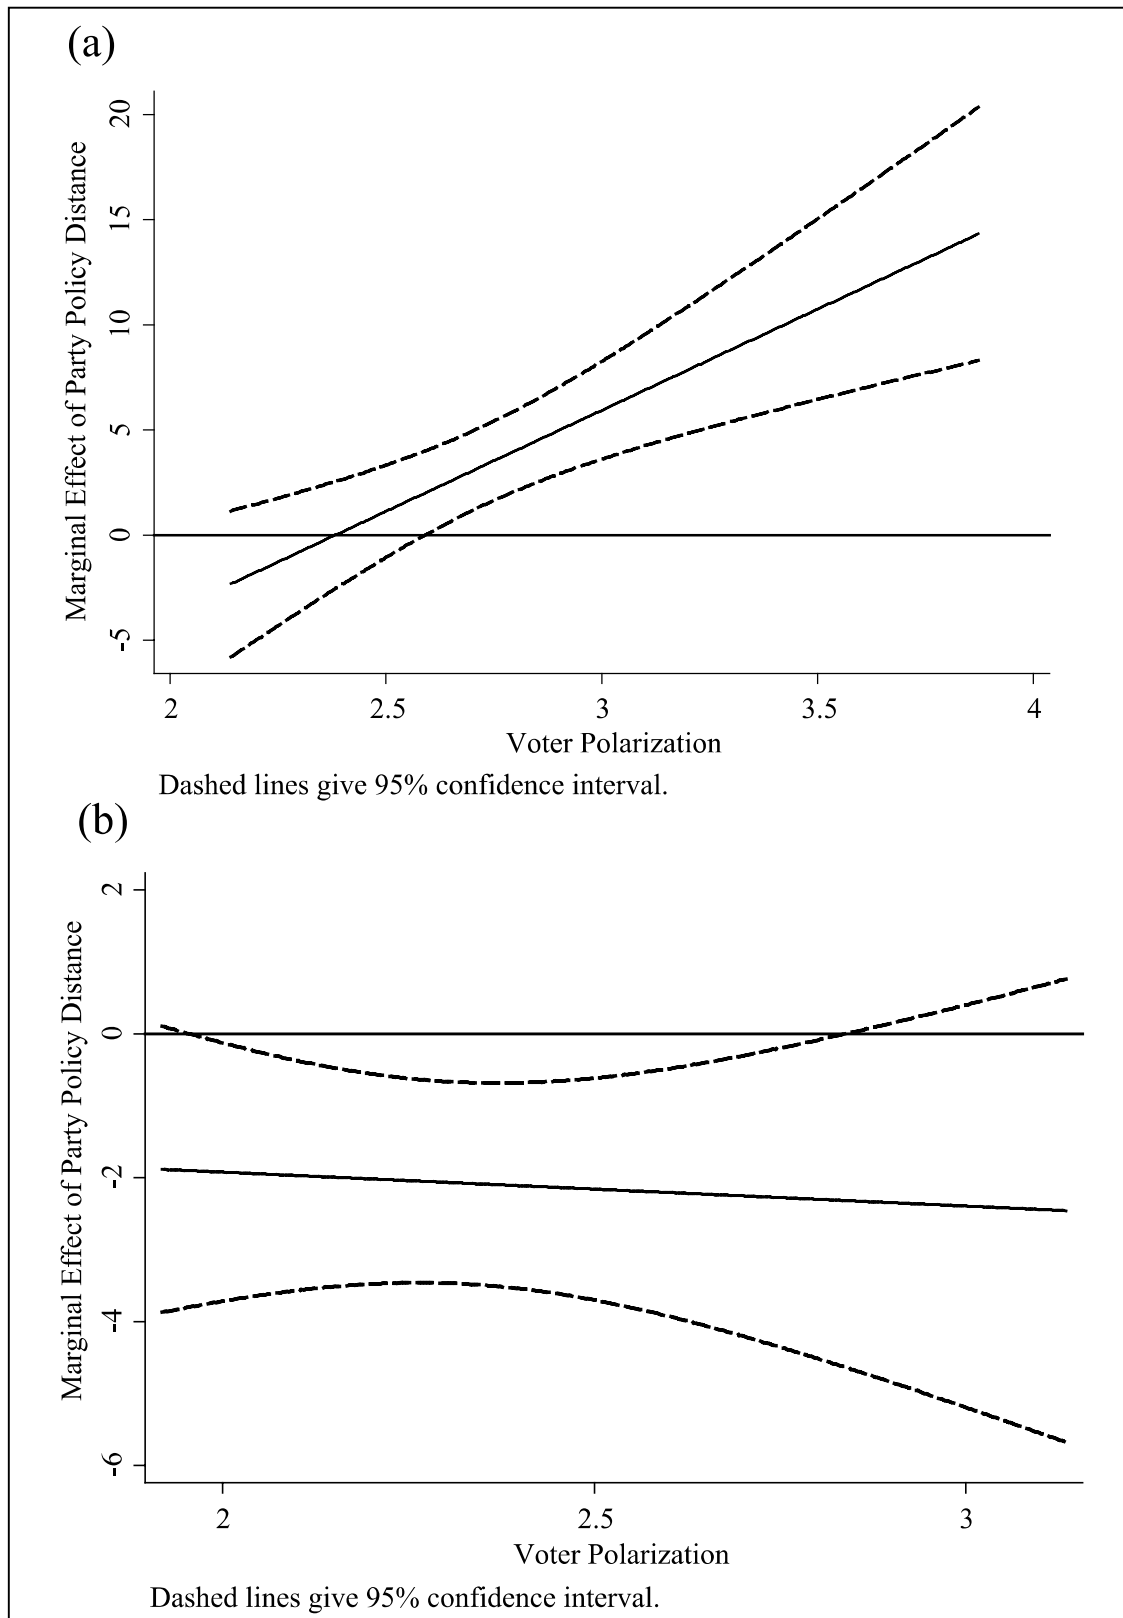 (a)
Marginal Effect of Party Policy Distance
20
15
10
5
0
-5
2 2.5 3 3.5 4
Voter Polarization
Dashed lines give 95% confidence interval.
(b)
Marginal Effect of Party Policy Distance
2
0
-2
-4
-6
2 2.5 3
Voter Polarization
Dashed lines give 95% confidence interval.